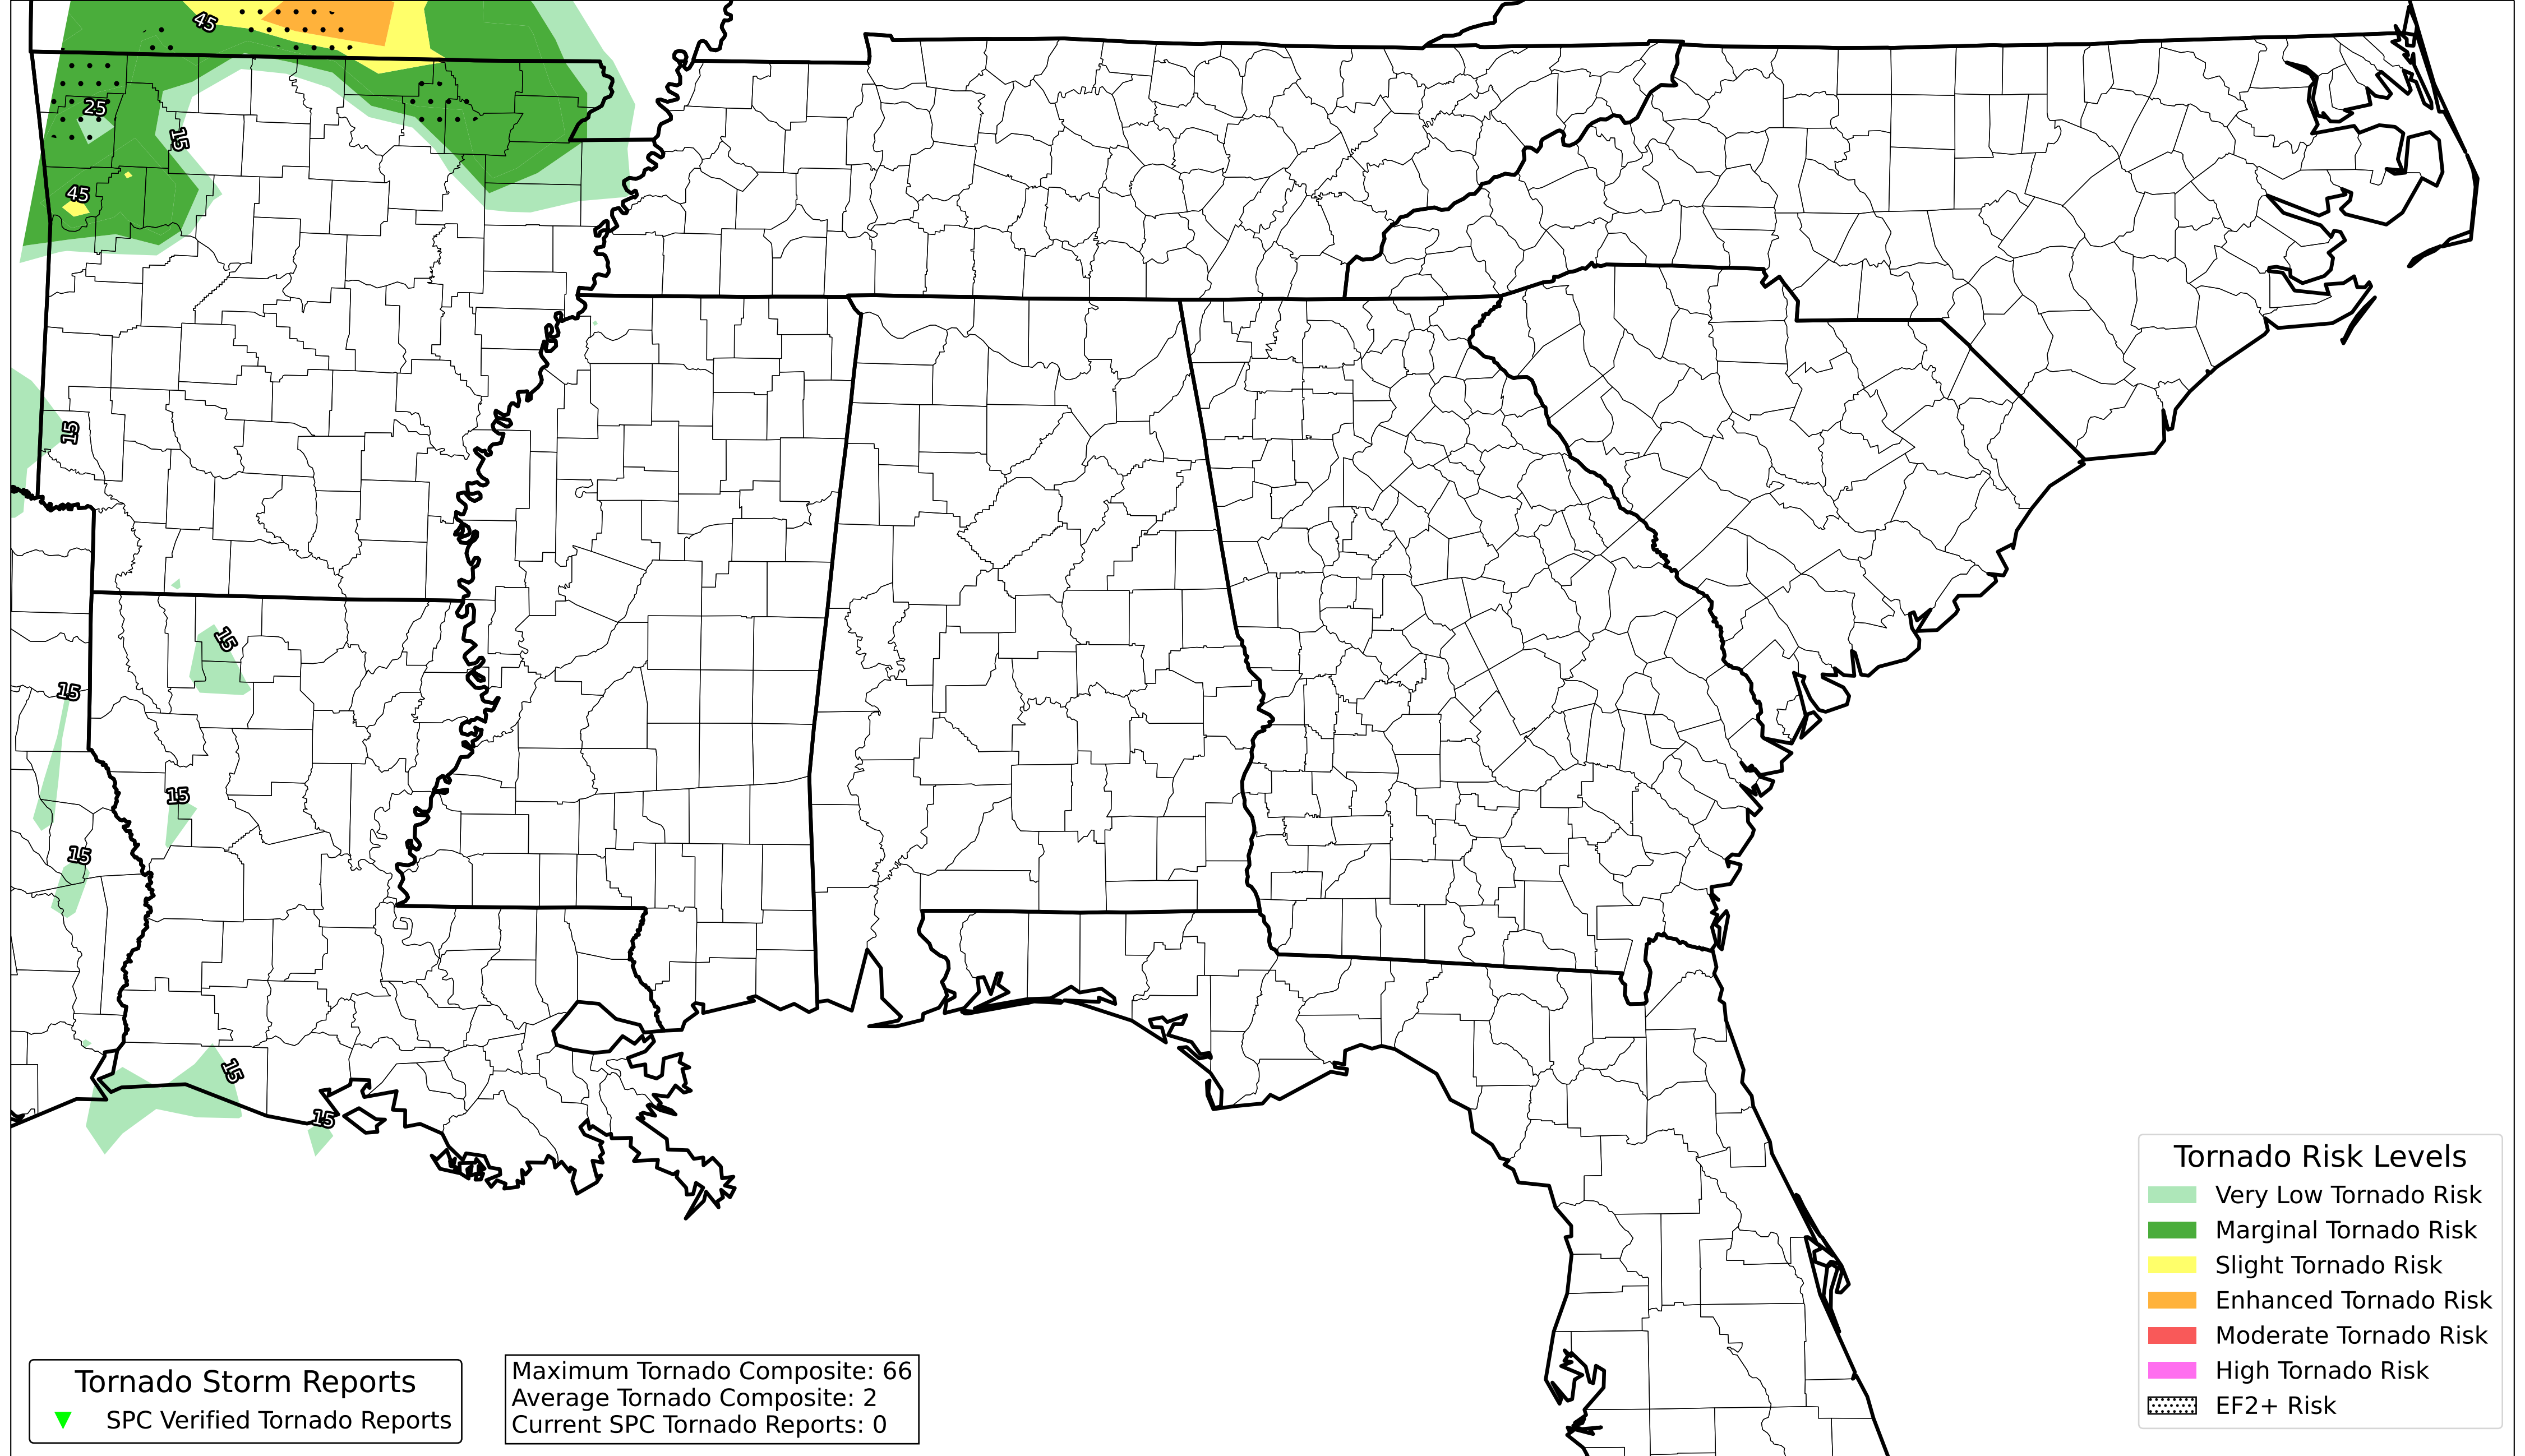 45
25
15
45
15
15
15
15
15
15
15
Tornado Risk Levels
Very Low Tornado Risk
Marginal Tornado Risk
Slight Tornado Risk
Enhanced Tornado Risk
Moderate Tornado Risk
High Tornado Risk
EF2+ Risk
Tornado Storm Reports
SPC Verified Tornado Reports
Maximum Tornado Composite: 66
Average Tornado Composite: 2
Current SPC Tornado Reports: 0